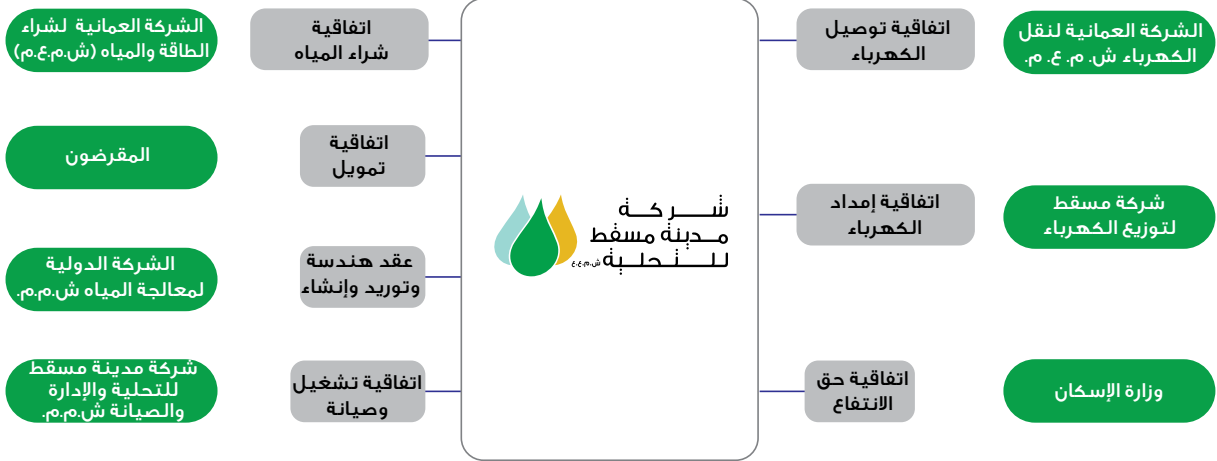 الشركة العمانية لنقل
الكهرباء ش. م. ع. م.
اتفاقية توصيل
الكهرباء
اتفاقية
شراء المياه
الشركة العمانية لشراء
الطاقة والمياه (ش.م.ع.م)
اتفاقية
تمويل
المقرضون
شركة مسقط
لتوزيع الكهرباء
اتفاقية إمداد
الكهرباء
شركة
مدينة مسقط
للتحلية ش.م.ع.ع
عقد هندسة
وتوريد وإنشاء
الشركة الدولية
لمعالجة المياه ش.م.م.
وزارة الإسكان
اتفاقية حق
الانتفاع
اتفاقية تشغيل
وصيانة
شركة مدينة مسقط
للتحلية والإدارة
والصيانة ش.م.م.